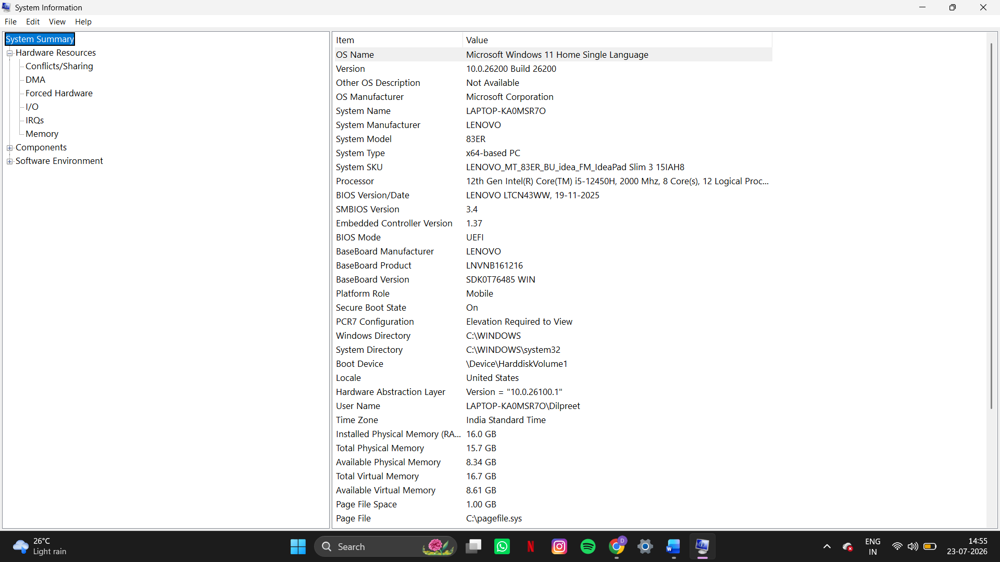 System Information
File Edit View Help
System Summary
Hardware Resources
Conflicts/Sharing
DMA
Forced Hardware
I/O
IRQs
Memory
Components
Software Environment
Item Value
OS Name Microsoft Windows 11 Home Single Language
Version 10.0.26200 Build 26200
Other OS Description Not Available
OS Manufacturer Microsoft Corporation
System Name LAPTOP-KA0MSR7O
System Manufacturer LENOVO
System Model 83ER
System Type x64-based PC
System SKU LENOVO_MT_83ER_BU_idea_FM_IdeaPad Slim 3 15IAH8
Processor 12th Gen Intel(R) Core(TM) i5-12450H, 2000 Mhz, 8 Core(s), 12 Logical Proc...
BIOS Version/Date LENOVO LTCN43WW, 19-11-2025
SMBIOS Version 3.4
Embedded Controller Version 1.37
BIOS Mode UEFI
BaseBoard Manufacturer LENOVO
BaseBoard Product LNVNB161216
BaseBoard Version SDK0T76485 WIN
Platform Role Mobile
Secure Boot State On
PCR7 Configuration Elevation Required to View
Windows Directory C:\WINDOWS
System Directory C:\WINDOWS\system32
Boot Device \Device\HarddiskVolume1
Locale United States
Hardware Abstraction Layer Version = "10.0.26100.1"
User Name LAPTOP-KA0MSR7O\Dilpreet
Time Zone India Standard Time
Installed Physical Memory (RA... 16.0 GB
Total Physical Memory 15.7 GB
Available Physical Memory 8.34 GB
Total Virtual Memory 16.7 GB
Available Virtual Memory 8.61 GB
Page File Space 1.00 GB
Page File C:\pagefile.sys
26°C
Light rain
Search
D
ENG
IN
14:55
23-07-2026